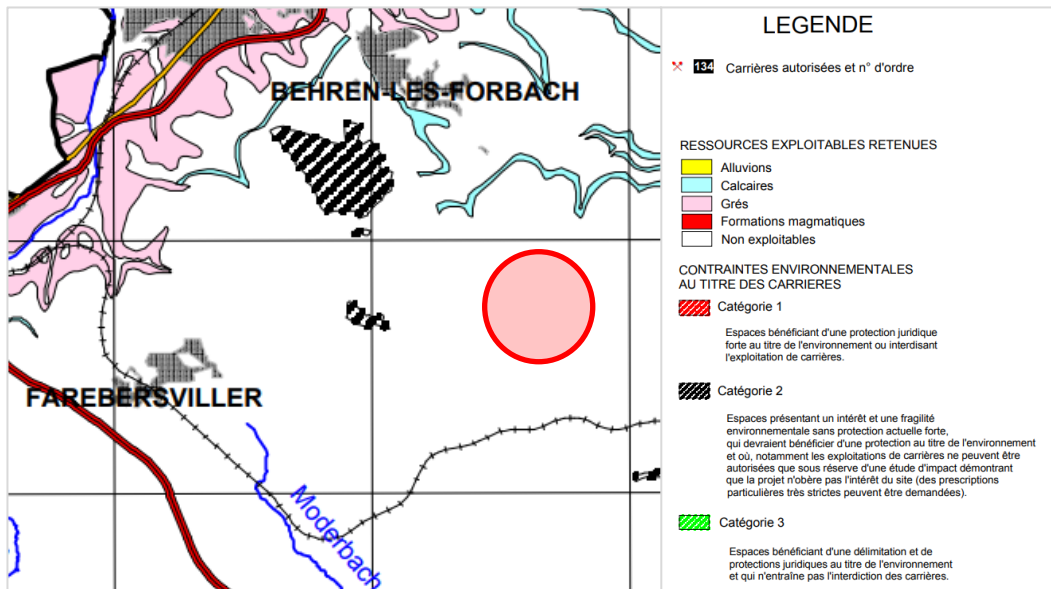 BEHREN-LES-FORBACH
FAREBERSVILLER
Moderbach
LEGENDE
134 Carrières autorisées et n° d'ordre
RESSOURCES EXPLOITABLES RETENUES
Alluvions
Calcaires
Grés
Formations magmatiques
Non exploitables
CONTRAINTES ENVIRONNEMENTALES
AU TITRE DES CARRIERES
Catégorie 1
Espaces bénéficiant d'une protection juridique
forte au titre de l'environnement ou interdisant
l'exploitation de carrières.
Catégorie 2
Espaces présentant un intérêt et une fragilité
environnementale sans protection actuelle forte,
qui devraient bénéficier d'une protection au titre de l'environnement
et où, notamment les exploitations de carrières ne peuvent être
autorisées que sous réserve d'une étude d'impact démontrant
que la projet n'obère pas l'intérêt du site (des prescriptions
particulières très strictes peuvent être demandées).
Catégorie 3
Espaces bénéficiant d'une délimitation et de
protections juridiques au titre de l'environnement
et qui n'entraîne pas l'interdiction des carrières.